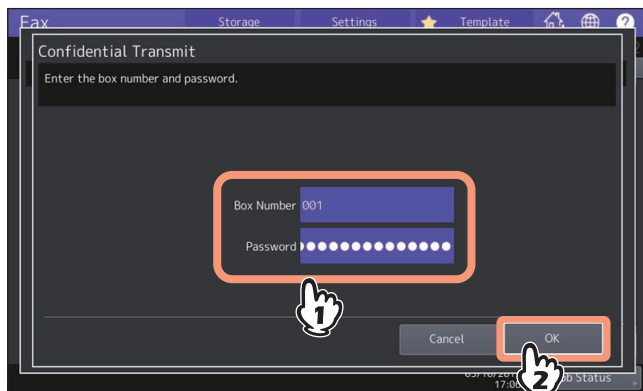 Fax Storage Settings Template ?
Confidential Transmit
Enter the box number and password.
Box Number 001
Password
1
Cancel OK
17:06
2
Status